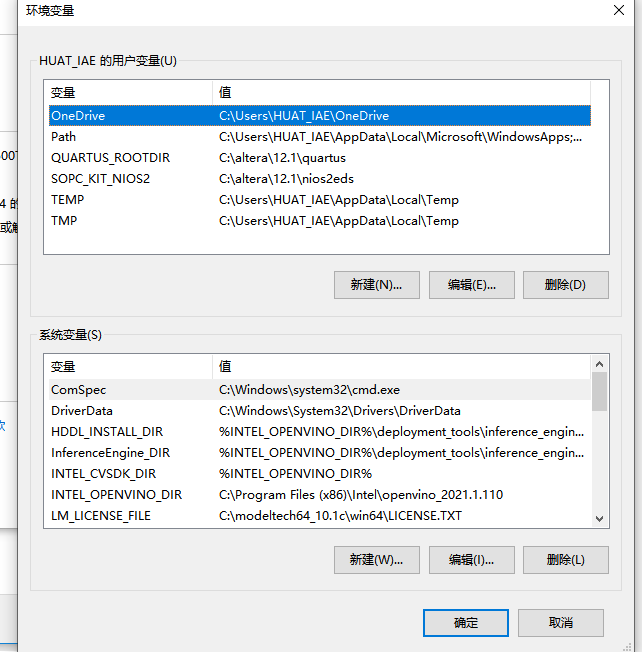 环境变量
HUAT_IAE 的用户变量(U)
变量 值
OneDrive C:\Users\HUAT_IAE\OneDrive
Path C:\Users\HUAT_IAE\AppData\Local\Microsoft\WindowsApps;...
QUARTUS_ROOTDIR C:\altera\12.1\quartus
SOPC_KIT_NIOS2 C:\altera\12.1\nios2eds
TEMP C:\Users\HUAT_IAE\AppData\Local\Temp
TMP C:\Users\HUAT_IAE\AppData\Local\Temp
新建(N)... 编辑(E)... 删除(D)
系统变量(S)
变量 值
ComSpec C:\Windows\system32\cmd.exe
DriverData C:\Windows\System32\Drivers\DriverData
HDDL_INSTALL_DIR %INTEL_OPENVINO_DIR%\deployment_tools\inference_engin...
InferenceEngine_DIR %INTEL_OPENVINO_DIR%\deployment_tools\inference_engin...
INTEL_CVSDK_DIR %INTEL_OPENVINO_DIR%
INTEL_OPENVINO_DIR C:\Program Files (x86)\Intel\openvino_2021.1.110
LM_LICENSE_FILE C:\modeltech64_10.1c\win64\LICENSE.TXT
新建(W)... 编辑(I)... 删除(L)
确定 取消